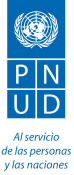 P N
U D
Al servicio
de las personas
y las naciones